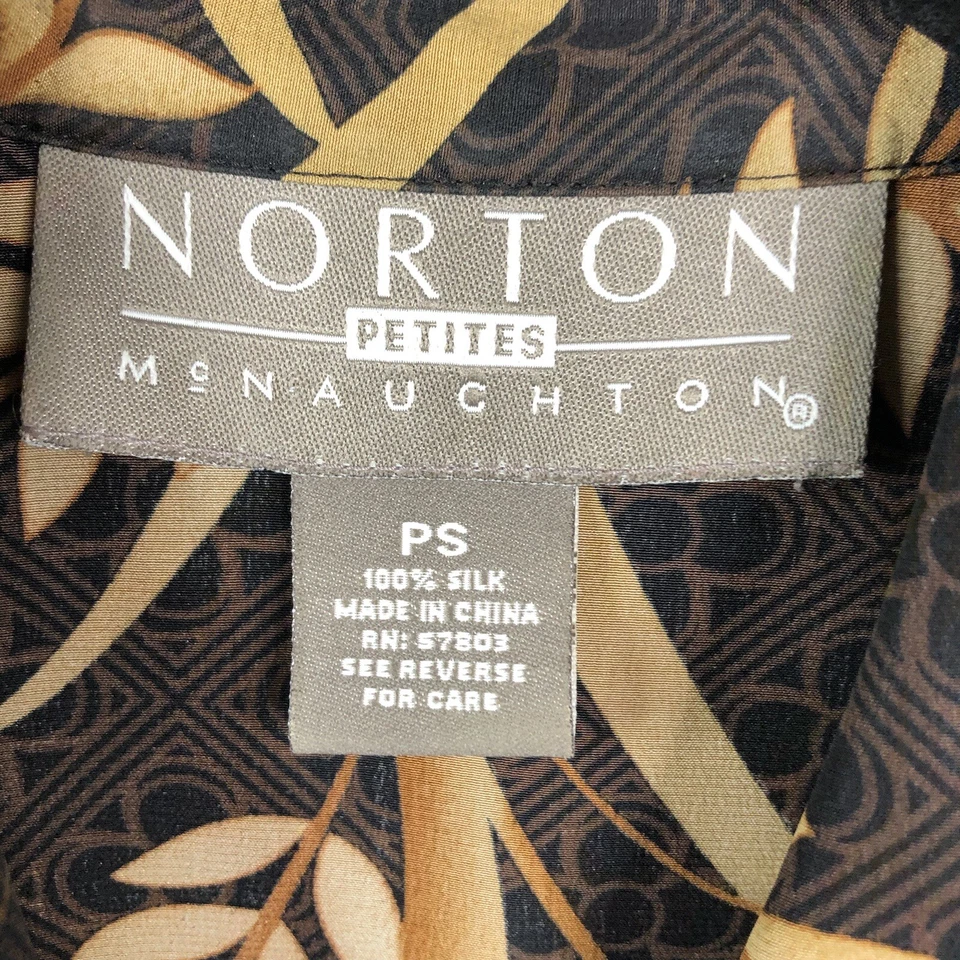 NORTON
PETITES
McNAUGHTON®
PS
100% SILK
MADE IN CHINA
RN: 57803
SEE REVERSE
FOR CARE